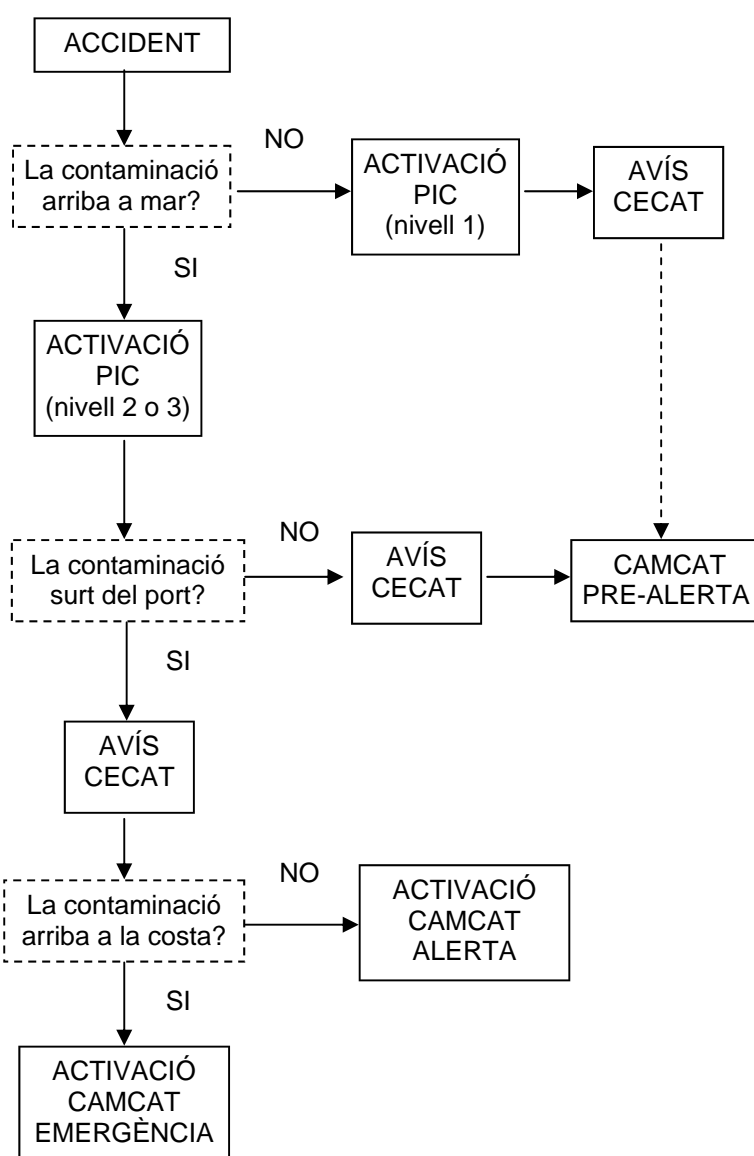 ACCIDENT
La contaminació
arriba a mar?
NO
ACTIVACIÓ
PIC
(nivell 1)
AVÍS
CECAT
SI
ACTIVACIÓ
PIC
(nivell 2 o 3)
La contaminació
surt del port?
NO
AVÍS
CECAT
CAMCAT
PRE-ALERTA
SI
AVÍS
CECAT
La contaminació
arriba a la costa?
NO
ACTIVACIÓ
CAMCAT
ALERTA
SI
ACTIVACIÓ
CAMCAT
EMERGÈNCIA